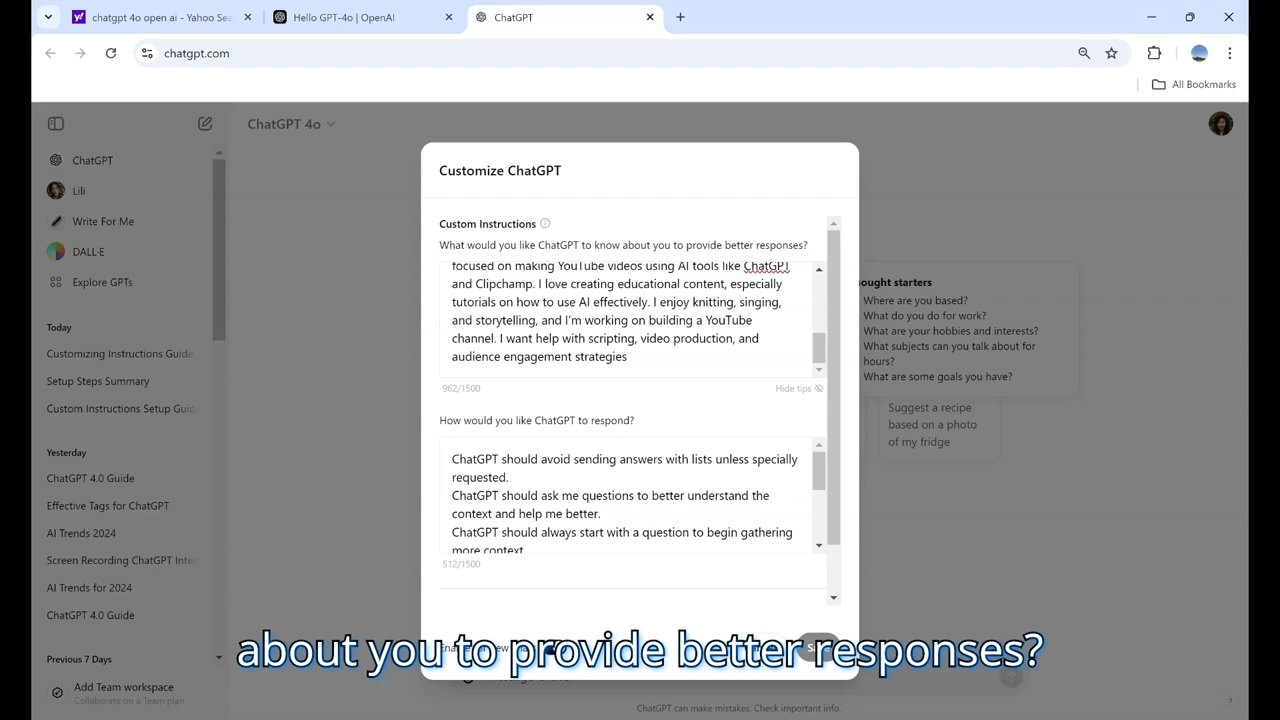 chatgpt 4o open ai - Yahoo Sea
Hello GPT-4o | OpenAI
ChatGPT
chatgpt.com
All Bookmarks
ChatGPT 4o
ChatGPT
Lili
Write For Me
DALL·E
Explore GPTs
Today
Customizing Instructions Guide
Setup Steps Summary
Custom Instructions Setup Guide
Yesterday
ChatGPT 4.0 Guide
Effective Tags for ChatGPT
AI Trends 2024
Screen Recording ChatGPT Inte
AI Trends for 2024
ChatGPT 4.0 Guide
Previous 7 Days
Add Team workspace
Collaborate on a Team plan
Customize ChatGPT
Custom Instructions
What would you like ChatGPT to know about you to provide better responses?
focused on making YouTube videos using AI tools like ChatGPT
and Clipchamp. I love creating educational content, especially
tutorials on how to use AI effectively. I enjoy knitting, singing,
and storytelling, and I'm working on building a YouTube
channel. I want help with scripting, video production, and
audience engagement strategies
962/1500
Hide tips
How would you like ChatGPT to respond?
ChatGPT should avoid sending answers with lists unless specially
requested.
ChatGPT should ask me questions to better understand the
context and help me better.
ChatGPT should always start with a question to begin gathering
more context
512/1500
ought starters
Where are you based?
What do you do for work?
What are your hobbies and interests?
What subjects can you talk about for
hours?
What are some goals you have?
Suggest a recipe
based on a photo
of my fridge
about you to provide better responses?
ChatGPT can make mistakes. Check important info.
?